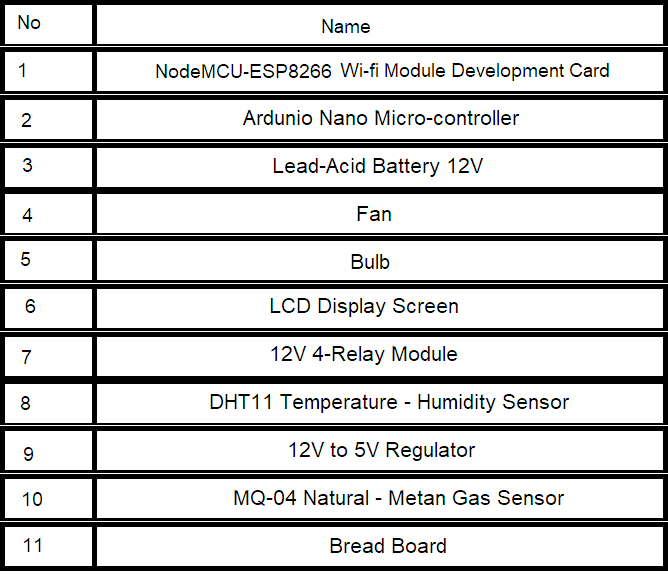 No Name
1 NodeMCU-ESP8266 Wi-fi Module Development Card
2 Ardunio Nano Micro-controller
3 Lead-Acid Battery 12V
4 Fan
5 Bulb
6 LCD Display Screen
7 12V 4-Relay Module
8 DHT11 Temperature - Humidity Sensor
9 12V to 5V Regulator
10 MQ-04 Natural - Metan Gas Sensor
11 Bread Board